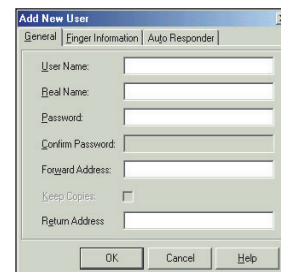 Add New User
General Finger Information Auto Responder
User Name:
Real Name:
Password:
Confirm Password:
Forward Address:
Keep Copies:
Return Address
OK Cancel Help